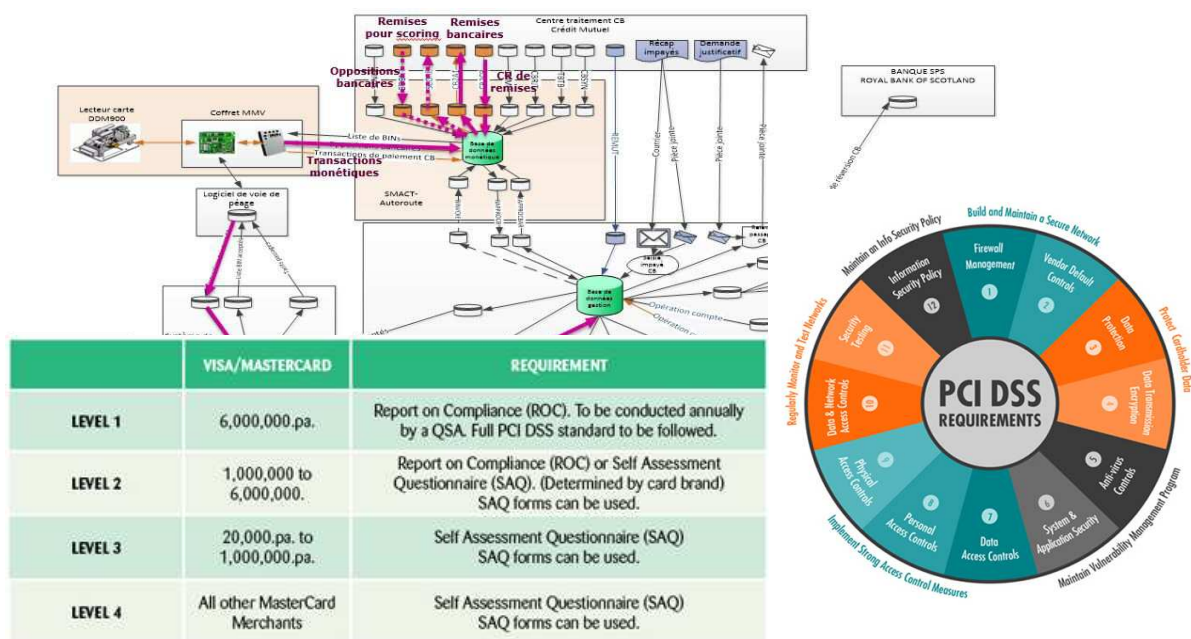 Centre traitement CB
Crédit Mutuel
Remises
pour scoring
Remises
bancaires
Récap
impayés
Demande
justificatif
Oppositions
bancaires
CR de
remises
BANQUE SPS
ROYAL BANK OF SCOTLAND
Lecteur carte
DDM900
Coffret MMV
Liste de BINs
Transactions de paiement CB
Transactions
monétiques
Base de
données
monétique
Courrier
Pièce jointe
Pièce jointe
Pièce jointe
SMACT-
Autoroute
Logiciel de voie de
péage
impayé
CB
Base de
données
gestion
Opération compte
VISA/MASTERCARD
REQUIREMENT
LEVEL 1
6,000,000.pa.
Report on Compliance (ROC). To be conducted annually
by a QSA. Full PCI DSS standard to be followed.
LEVEL 2
1,000,000 to
6,000,000.
Report on Compliance (ROC) or Self Assessment
Questionnaire (SAQ). (Determined by card brand)
SAQ forms can be used.
LEVEL 3
20,000.pa. to
1,000,000.pa.
Self Assessment Questionnaire (SAQ)
SAQ forms can be used.
LEVEL 4
All other MasterCard
Merchants
Self Assessment Questionnaire (SAQ)
SAQ forms can be used.
PCI DSS
REQUIREMENTS
Build and Maintain a Secure Network
Firewall
Management
1
Vendor Default
Controls
2
Protect Cardholder Data
Data
Protection
3
Data Transmission
Encryption
4
Maintain Vulnerability Management Program
Anti-virus
Controls
5
System &
Application Security
6
Implement Strong Access Control Measures
Data
Access Controls
7
Personal
Access Controls
8
Physical
Access Controls
9
Regularly Monitor and Test Networks
Data & Network
Access Controls
10
Security
Testing
11
Maintain an Info Security Policy
Information
Security Policy
12